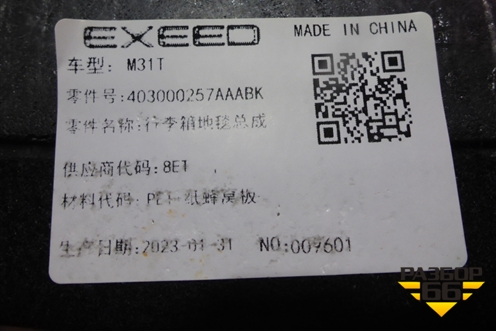 EXEED MADE IN CHINA
车型: M31T
零件号:403000257AAABK
零件名称:行李箱地毯总成
供应商代码:8ET
材料代码: PET+纸蜂窝板
生产日期:2023-01-31 NO:009601
РАЗБОР
66